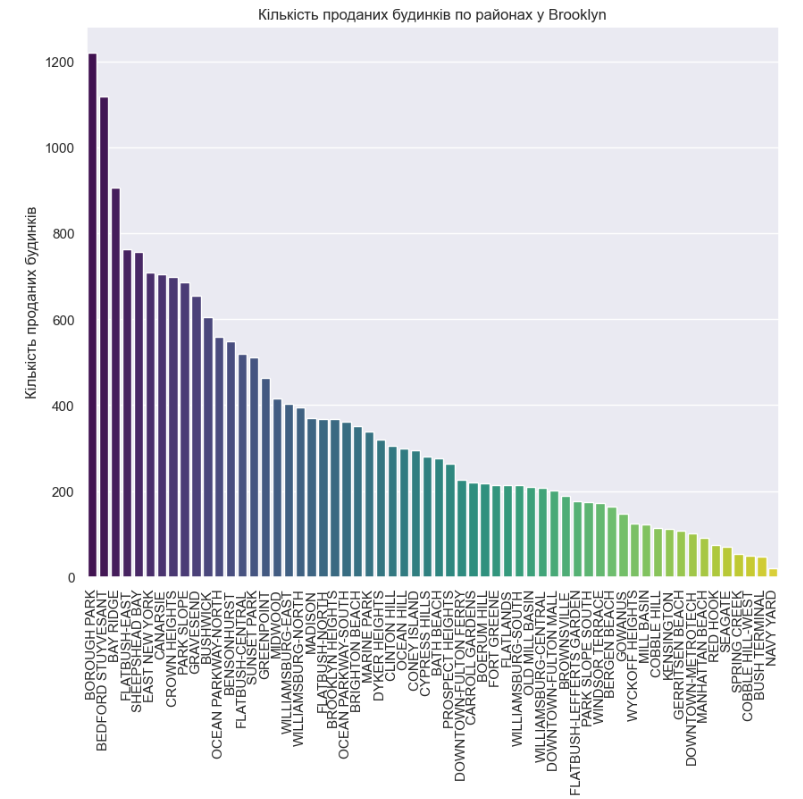 Кількість проданих будинків по районах у Brooklyn
Кількість проданих будинків
1200
1000
800
600
400
200
0
BOROUGH PARK
BEDFORD STUYVESANT
BAY RIDGE
FLATBUSH-EAST
SHEEPSHEAD BAY
EAST NEW YORK
CANARSIE
CROWN HEIGHTS
PARK SLOPE
GRAVESEND
BUSHWICK
OCEAN PARKWAY-NORTH
BENSONHURST
FLATBUSH-CENTRAL
SUNSET PARK
GREENPOINT
MIDWOOD
WILLIAMSBURG-EAST
WILLIAMSBURG-NORTH
MADISON
FLATBUSH-NORTH
BROOKLYN HEIGHTS
OCEAN PARKWAY-SOUTH
BRIGHTON BEACH
MARINE PARK
DYKER HEIGHTS
CLINTON HILL
OCEAN HILL
CONEY ISLAND
CYPRESS HILLS
BATH BEACH
PROSPECT HEIGHTS
DOWNTOWN-FULTON FERRY
CARROLL GARDENS
BOERUM HILL
FORT GREENE
FLATLANDS
WILLIAMSBURG-SOUTH
OLD MILL BASIN
WILLIAMSBURG-CENTRAL
DOWNTOWN-FULTON MALL
BROWNSVILLE
FLATBUSH-LEFFERTS GARDEN
PARK SLOPE SOUTH
WINDSOR TERRACE
BERGEN BEACH
GOWANUS
WYCKOFF HEIGHTS
MILL BASIN
COBBLE HILL
KENSINGTON
GERRITSEN BEACH
DOWNTOWN-METROTECH
MANHATTAN BEACH
RED HOOK
SEAGATE
SPRING CREEK
COBBLE HILL-WEST
BUSH TERMINAL
NAVY YARD